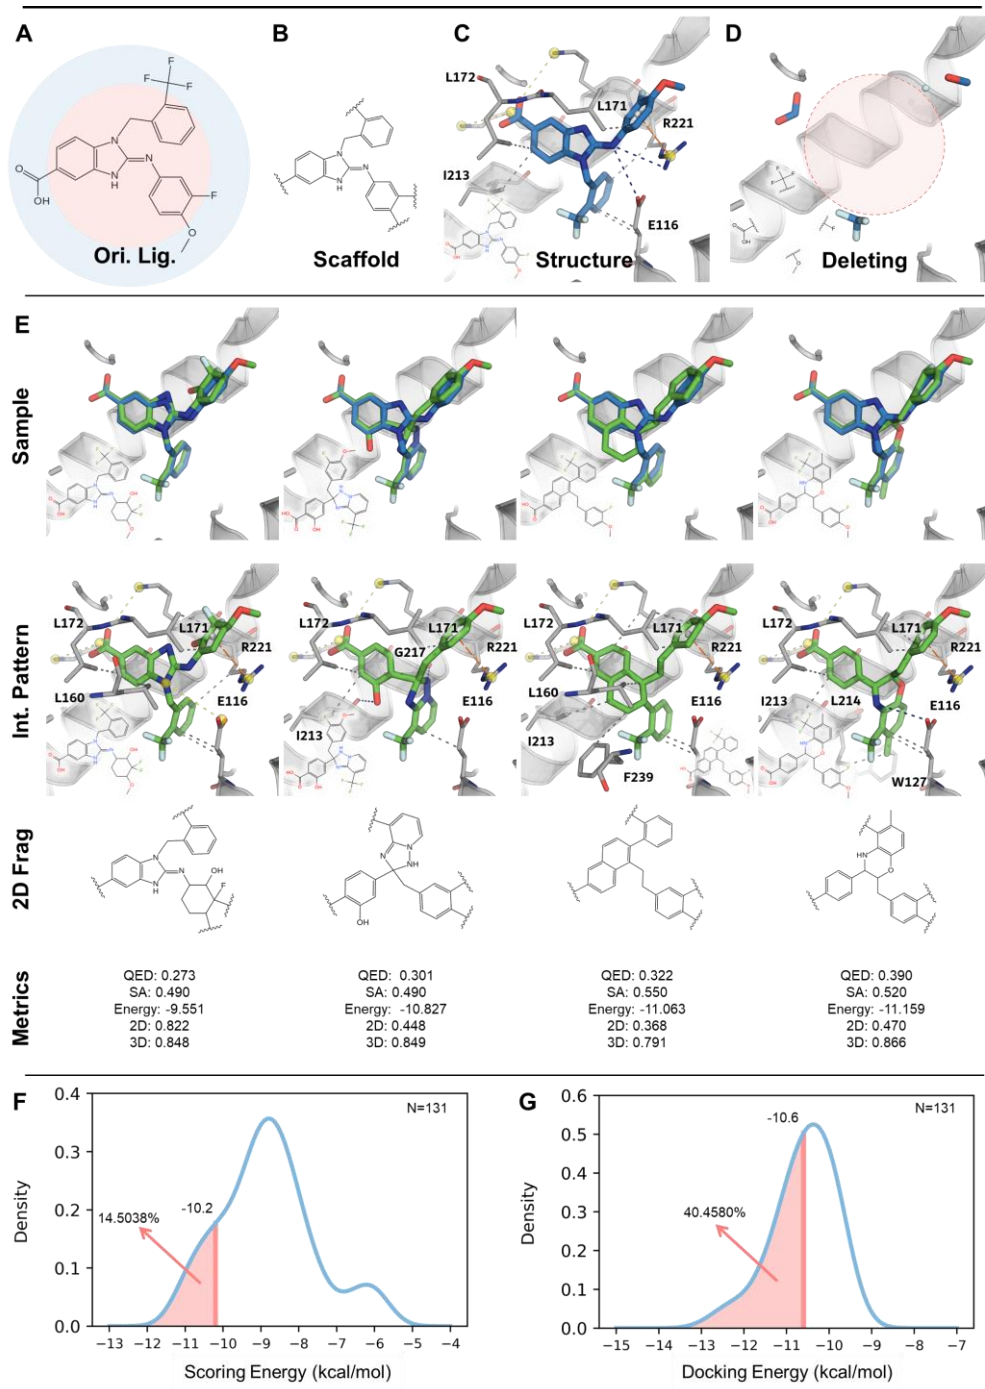 A
B
C
D
F
F
F
N
N
H
O
OH
N
F
O
Ori. Lig.
N
N
H
N
Scaffold
L172
L171
R221
I213
E116
Structure
Deleting
E
Sample
Int. Pattern
L172
L171
R221
L160
E116
L172
L171
G217
R221
E116
I213
L172
L171
R221
L160
E116
I213
F239
L172
L171
R221
I213
L214
E116
W127
2D Frag
N
N
H
N
OH
F
N
N
NH
OH
HN
O
Metrics
QED: 0.273
SA: 0.490
Energy: -9.551
2D: 0.822
3D: 0.848
QED: 0.301
SA: 0.490
Energy: -10.827
2D: 0.448
3D: 0.849
QED: 0.322
SA: 0.550
Energy: -11.063
2D: 0.368
3D: 0.791
QED: 0.390
SA: 0.520
Energy: -11.159
2D: 0.470
3D: 0.866
F
N=131
-10.2
14.5038%
Density
0.4
0.3
0.2
0.1
0.0
−13 −12 −11 −10 −9 −8 −7 −6 −5 −4
Scoring Energy (kcal/mol)
G
N=131
-10.6
40.4580%
Density
0.6
0.5
0.4
0.3
0.2
0.1
0.0
−15 −14 −13 −12 −11 −10 −9 −8 −7
Docking Energy (kcal/mol)